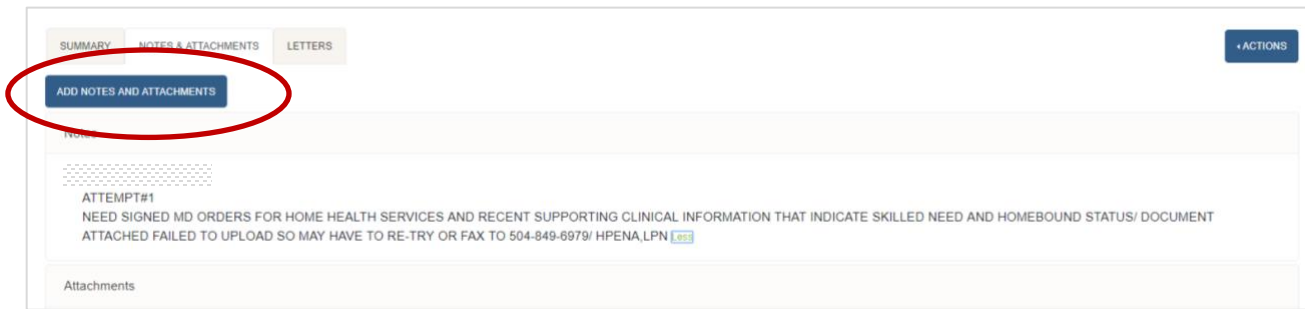 SUMMARY NOTES & ATTACHMENTS LETTERS ‹ACTIONS
ADD NOTES AND ATTACHMENTS
Notes
ATTEMPT#1
NEED SIGNED MD ORDERS FOR HOME HEALTH SERVICES AND RECENT SUPPORTING CLINICAL INFORMATION THAT INDICATE SKILLED NEED AND HOMEBOUND STATUS/ DOCUMENT
ATTACHED FAILED TO UPLOAD SO MAY HAVE TO RE-TRY OR FAX TO 504-849-6979/ HPENA,LPN Less
Attachments